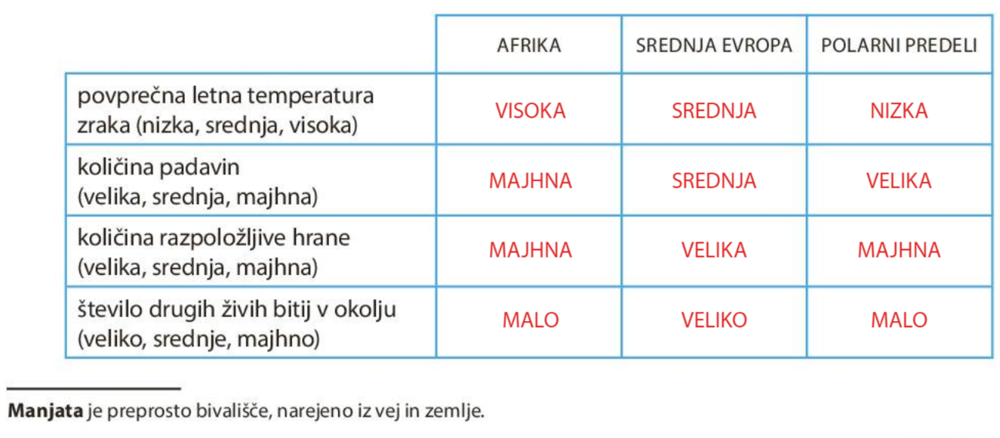 AFRIKA SREDNJA EVROPA POLARNI PREDELI
povprečna letna temperatura
zraka (nizka, srednja, visoka)
VISOKA SREDNJA NIZKA
količina padavin
(velika, srednja, majhna)
MAJHNA SREDNJA VELIKA
količina razpoložljive hrane
(velika, srednja, majhna)
MAJHNA VELIKA MAJHNA
število drugih živih bitij v okolju
(veliko, srednje, majhno)
MALO VELIKO MALO
Manjata je preprosto bivališče, narejeno iz vej in zemlje.